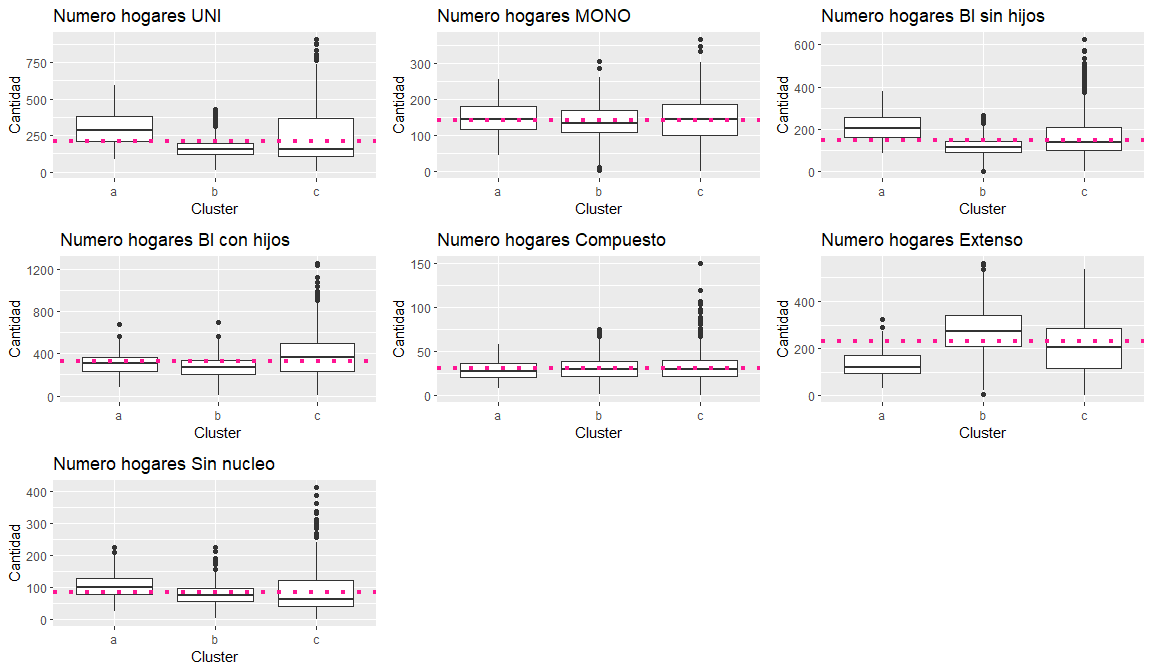 Numero hogares UNI
Cantidad
750
500
250
0
a b c
Cluster
Numero hogares MONO
Cantidad
300
200
100
0
a b c
Cluster
Numero hogares BI sin hijos
Cantidad
600
400
200
0
a b c
Cluster
Numero hogares BI con hijos
Cantidad
1200
800
400
0
a b c
Cluster
Numero hogares Compuesto
Cantidad
150
100
50
0
a b c
Cluster
Numero hogares Extenso
Cantidad
400
200
0
a b c
Cluster
Numero hogares Sin nucleo
Cantidad
400
300
200
100
0
a b c
Cluster